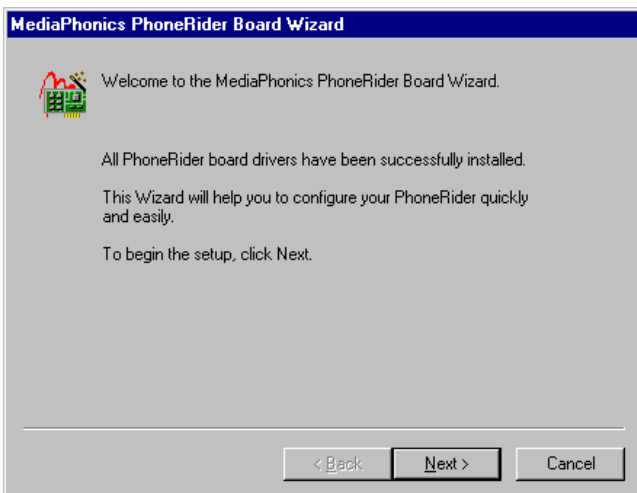 MediaPhonics PhoneRider Board Wizard
Welcome to the MediaPhonics PhoneRider Board Wizard.
All PhoneRider board drivers have been successfully installed.
This Wizard will help you to configure your PhoneRider quickly
and easily.
To begin the setup, click Next.
< Back
Next >
Cancel